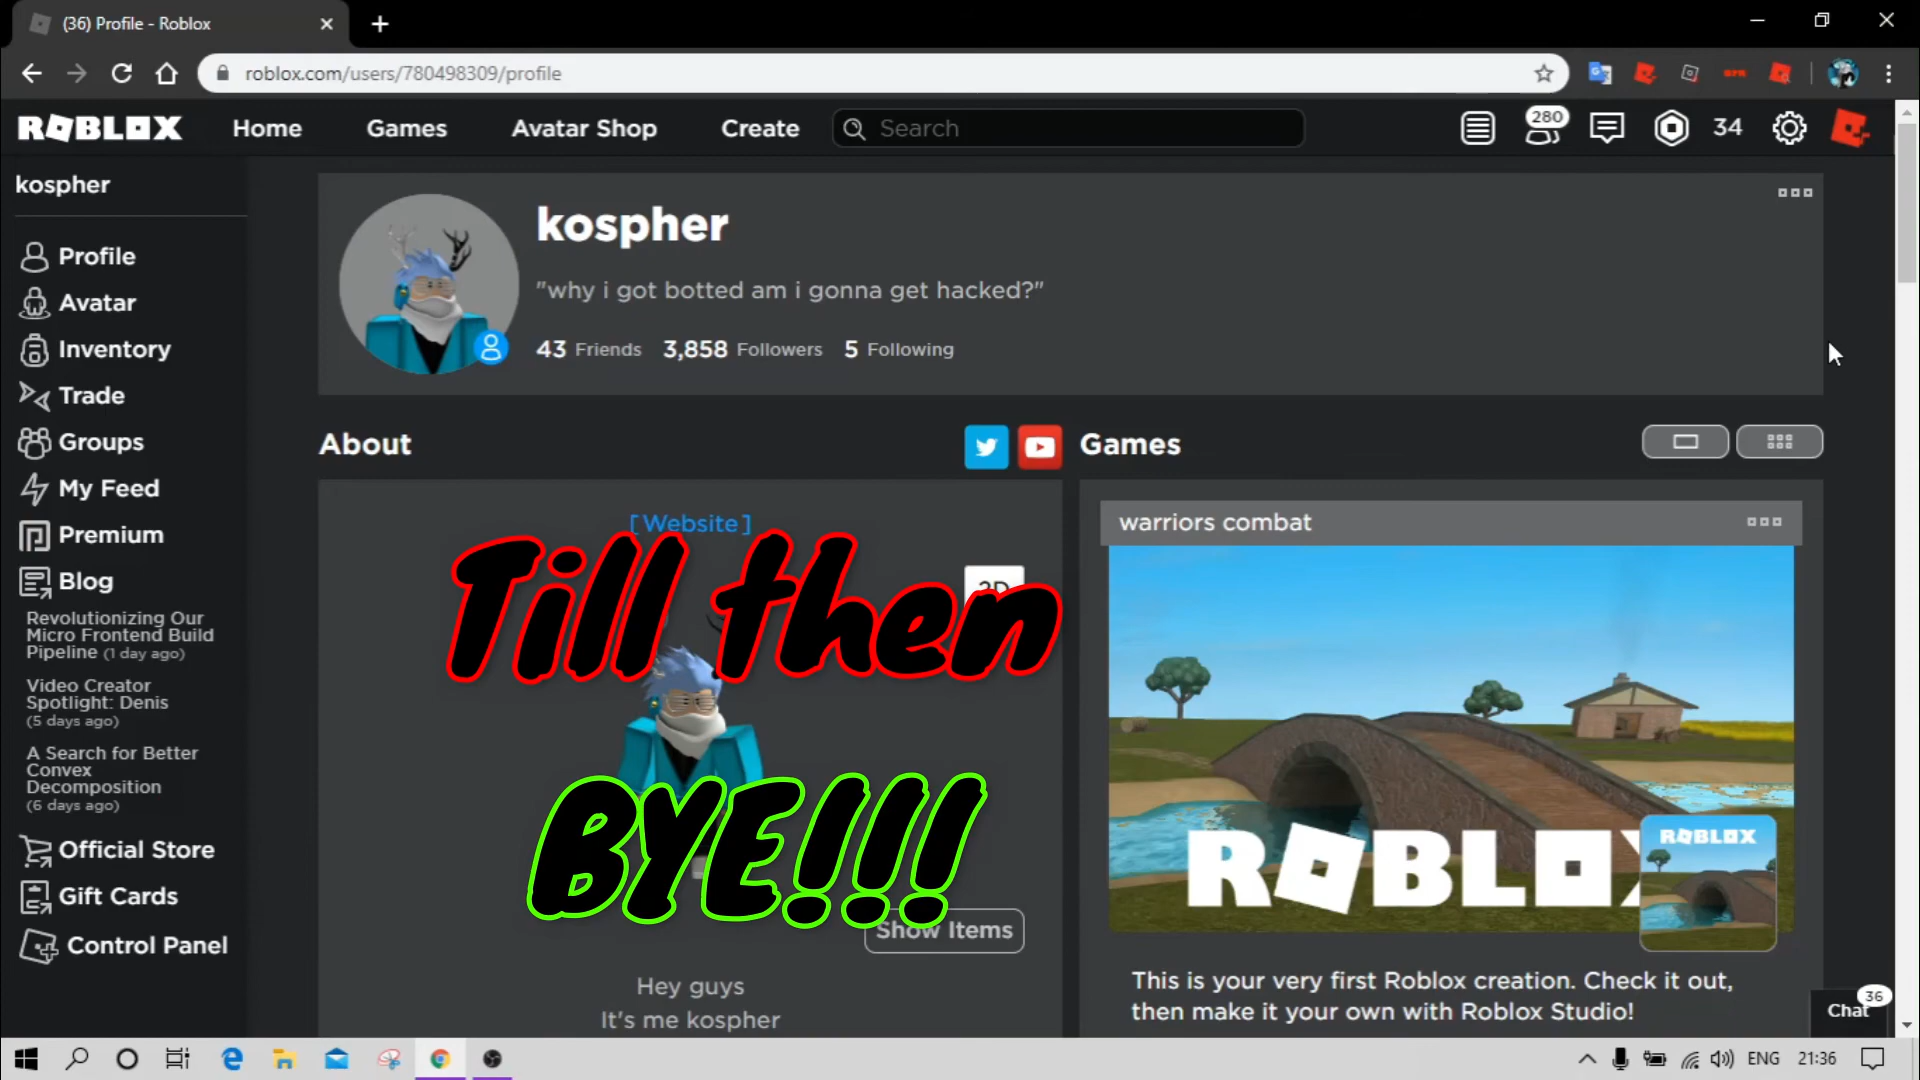 (36) Profile - Roblox
roblox.com/users/780498309/profile
ROBLOX Home Games Avatar Shop Create Search 280 34
kospher
Profile
Avatar
Inventory
Trade
Groups
My Feed
Premium
Blog
Revolutionizing Our
Micro Frontend Build
Pipeline (1 day ago)
Video Creator
Spotlight: Denis
(5 days ago)
A Search for Better
Convex
Decomposition
(6 days ago)
Official Store
Gift Cards
Control Panel
kospher
"why i got botted am i gonna get hacked?"
43 Friends 3,858 Followers 5 Following
About
[Website]
Till then
BYE!!!
Show Items
Hey guys
It's me kospher
Games
warriors combat
ROBLOX
ROBLOX
This is your very first Roblox creation. Check it out,
then make it your own with Roblox Studio!
Chat 36
ENG 21:36